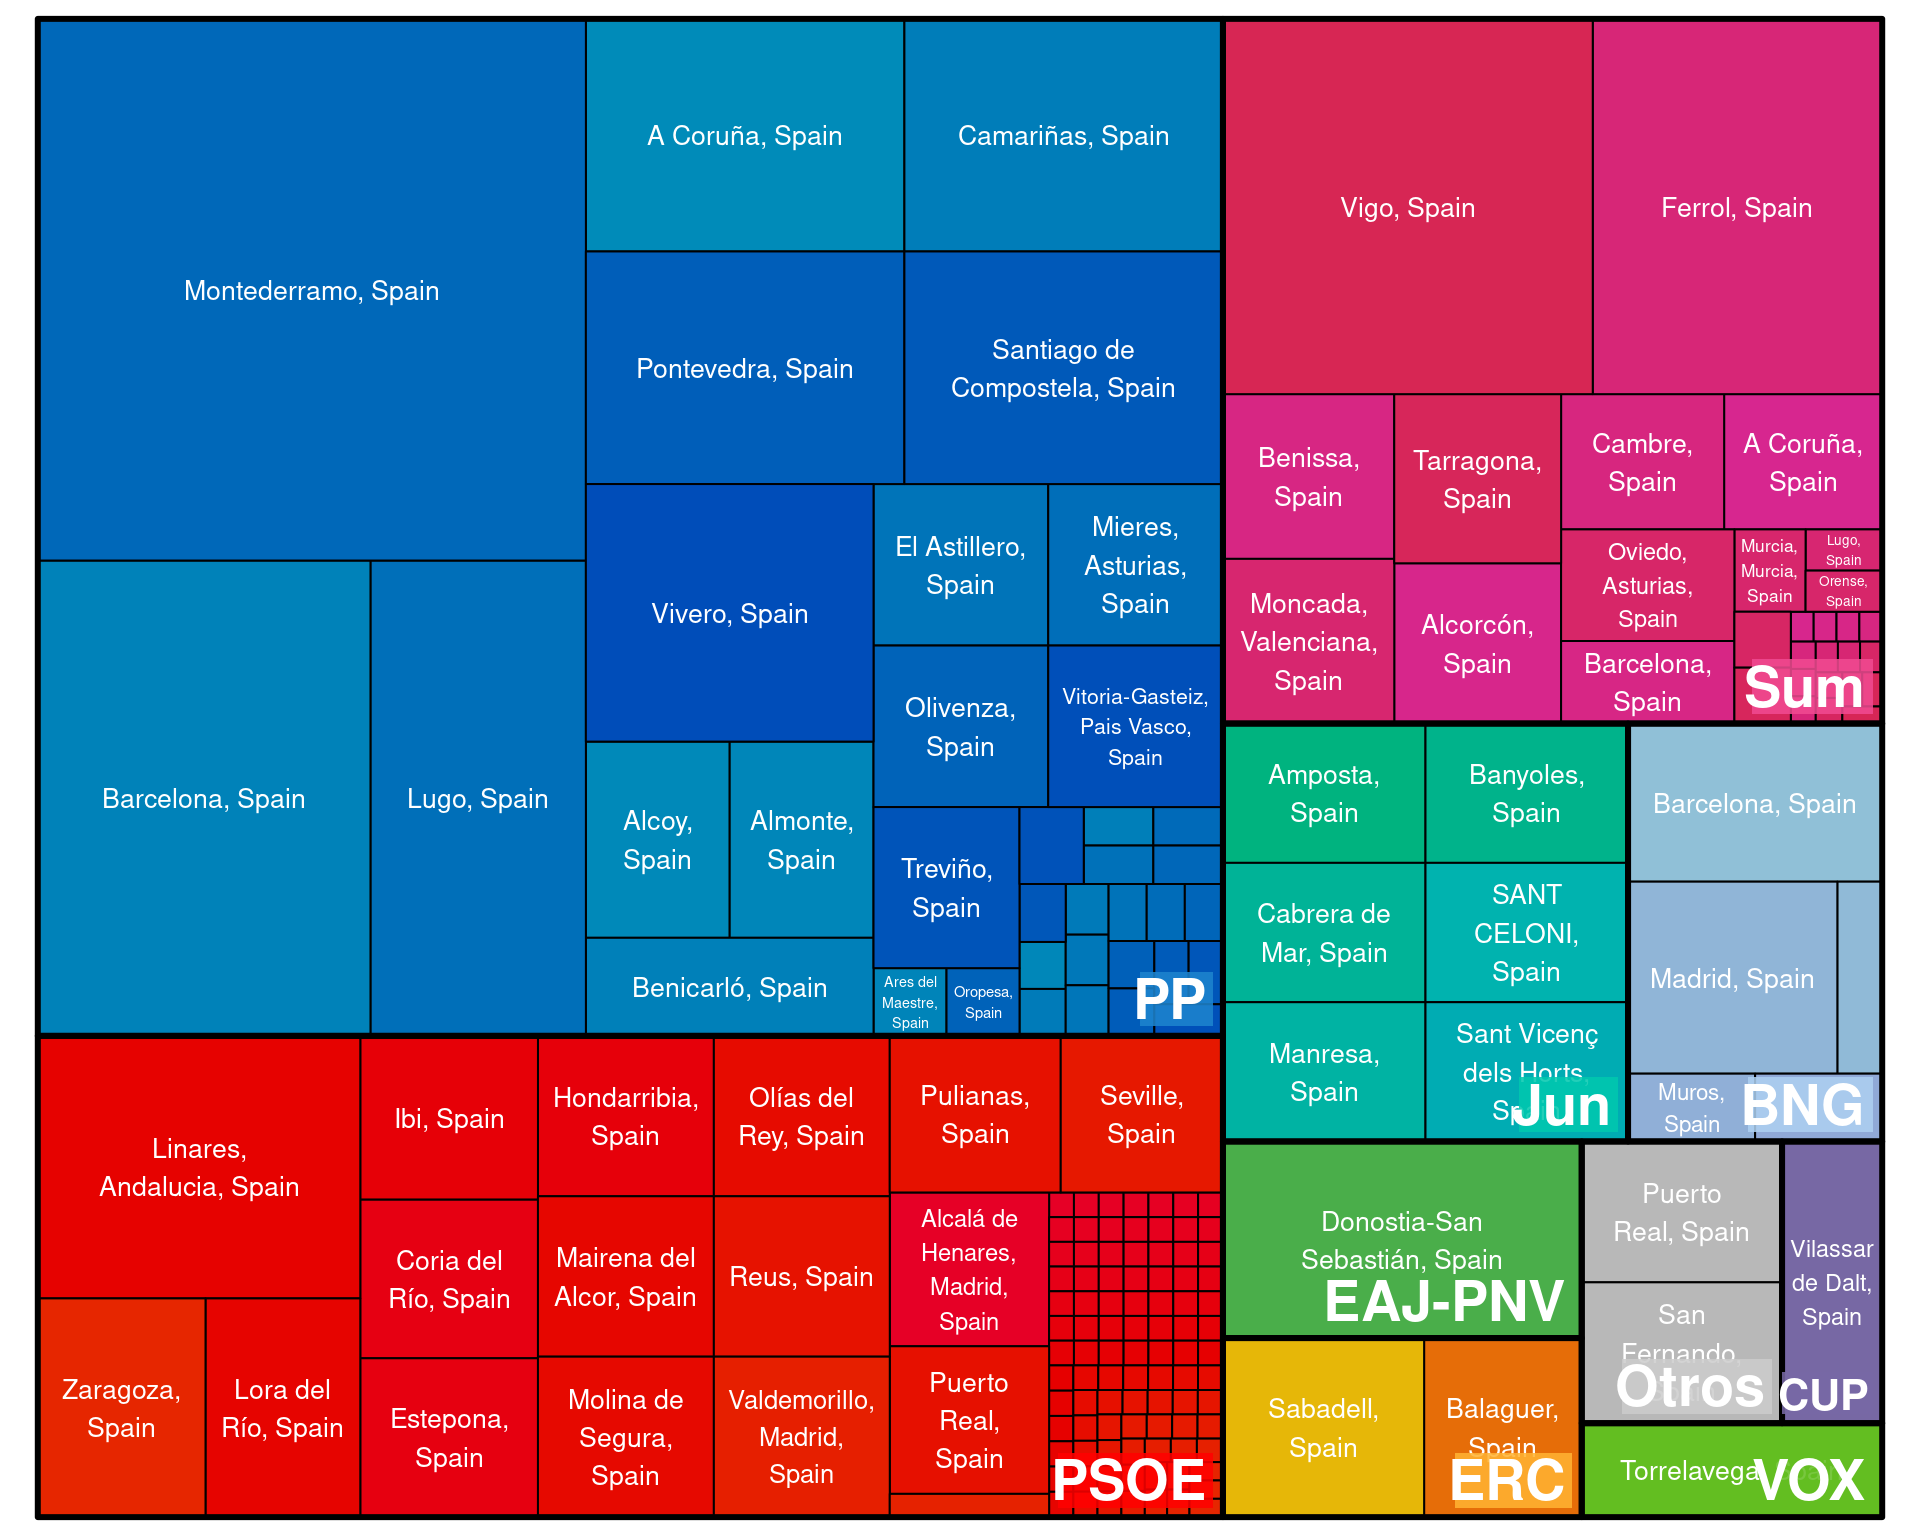 Montederramo, Spain
A Coruña, Spain
Camariñas, Spain
Pontevedra, Spain
Santiago de
Compostela, Spain
Barcelona, Spain
Lugo, Spain
Vivero, Spain
El Astillero,
Spain
Mieres,
Asturias,
Spain
Olivenza,
Spain
Vitoria-Gasteiz,
Pais Vasco,
Spain
Alcoy,
Spain
Almonte,
Spain
Benicarló, Spain
Treviño,
Spain
Ares del
Maestre,
Spain
Oropesa,
Spain
PP
Vigo, Spain
Ferrol, Spain
Benissa,
Spain
Tarragona,
Spain
Cambre,
Spain
A Coruña,
Spain
Moncada,
Valenciana,
Spain
Alcorcón,
Spain
Oviedo,
Asturias,
Spain
Barcelona,
Spain
Murcia,
Murcia,
Spain
Lugo,
Spain
Orense,
Spain
Sum
Amposta,
Spain
Banyoles,
Spain
Cabrera de
Mar, Spain
SANT
CELONI,
Spain
Manresa,
Spain
Sant Vicenç
dels Horts,
Spain
Jun
Barcelona, Spain
Madrid, Spain
Muros,
Spain
BNG
Linares,
Andalucia, Spain
Zaragoza,
Spain
Lora del
Río, Spain
Ibi, Spain
Coria del
Río, Spain
Estepona,
Spain
Hondarribia,
Spain
Mairena del
Alcor, Spain
Molina de
Segura,
Spain
Olías del
Rey, Spain
Reus, Spain
Valdemorillo,
Madrid,
Spain
Pulianas,
Spain
Seville,
Spain
Alcalá de
Henares,
Madrid,
Spain
Puerto
Real,
Spain
PSOE
Donostia-San
Sebastián, Spain
EAJ-PNV
Sabadell,
Spain
Balaguer,
Spain
ERC
Puerto
Real, Spain
San
Fernando,
Otros
Vilassar
de Dalt,
Spain
CUP
Torrelavega
VOX